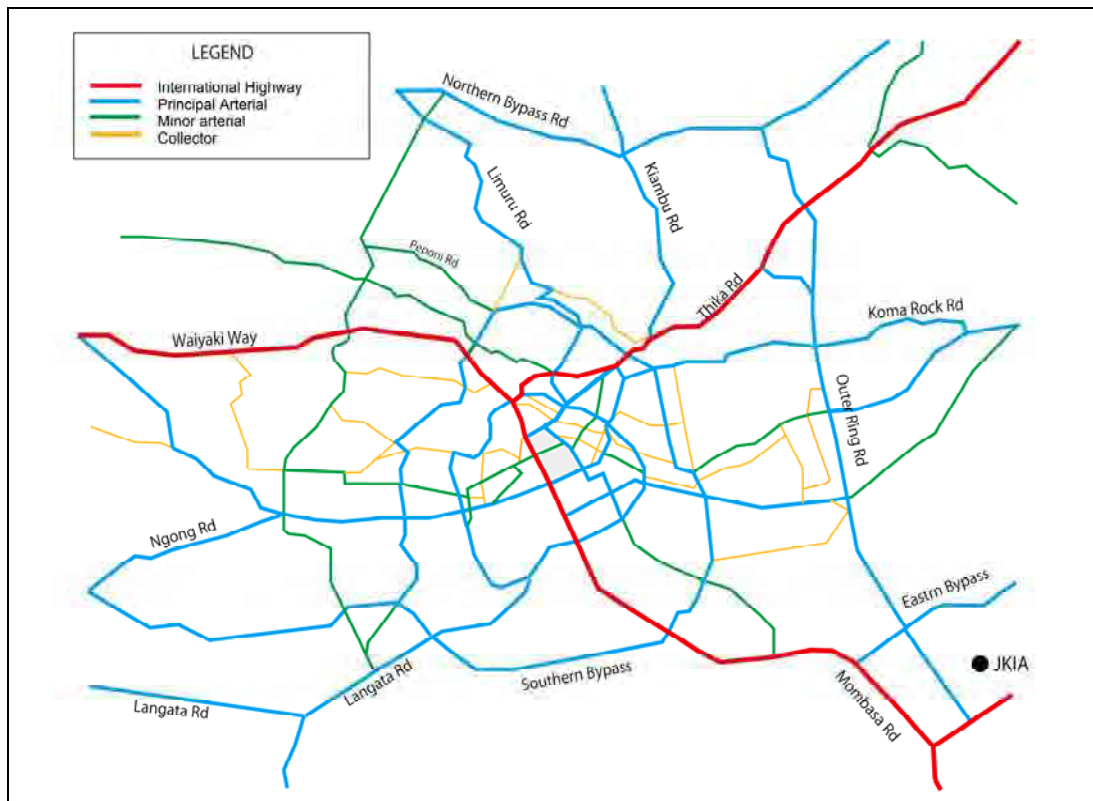 LEGEND
International Highway
Principal Arterial
Minor arterial
Collector
Northern Bypass Rd
Limuru Rd
Kiambu Rd
Peponi Rd
Thika Rd
Koma Rock Rd
Waiyaki Way
Outer Ring Rd
Ngong Rd
Eastrn Bypass
JKIA
Southern Bypass
Langata Rd
Langata Rd
Mombasa Rd